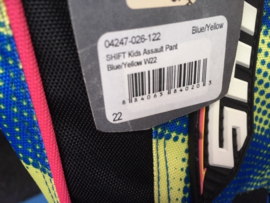 04247-026-122
Blue/Yellow
SHIFT Kids Assault Pant
Blue/Yellow W22
22